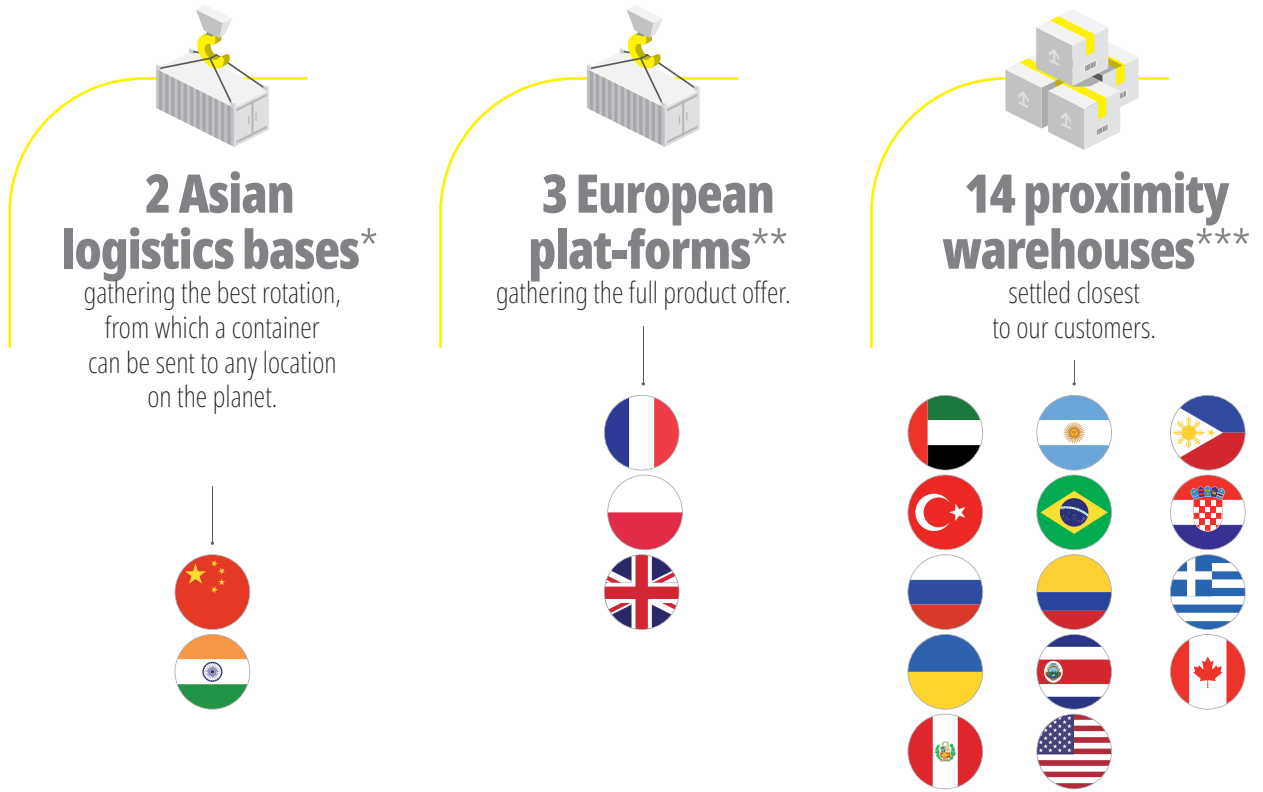 2 Asian
logistics bases*
gathering the best rotation,
from which a container
can be sent to any location
on the planet.
3 European
plat-forms**
gathering the full product offer.
14 proximity
warehouses***
settled closest
to our customers.